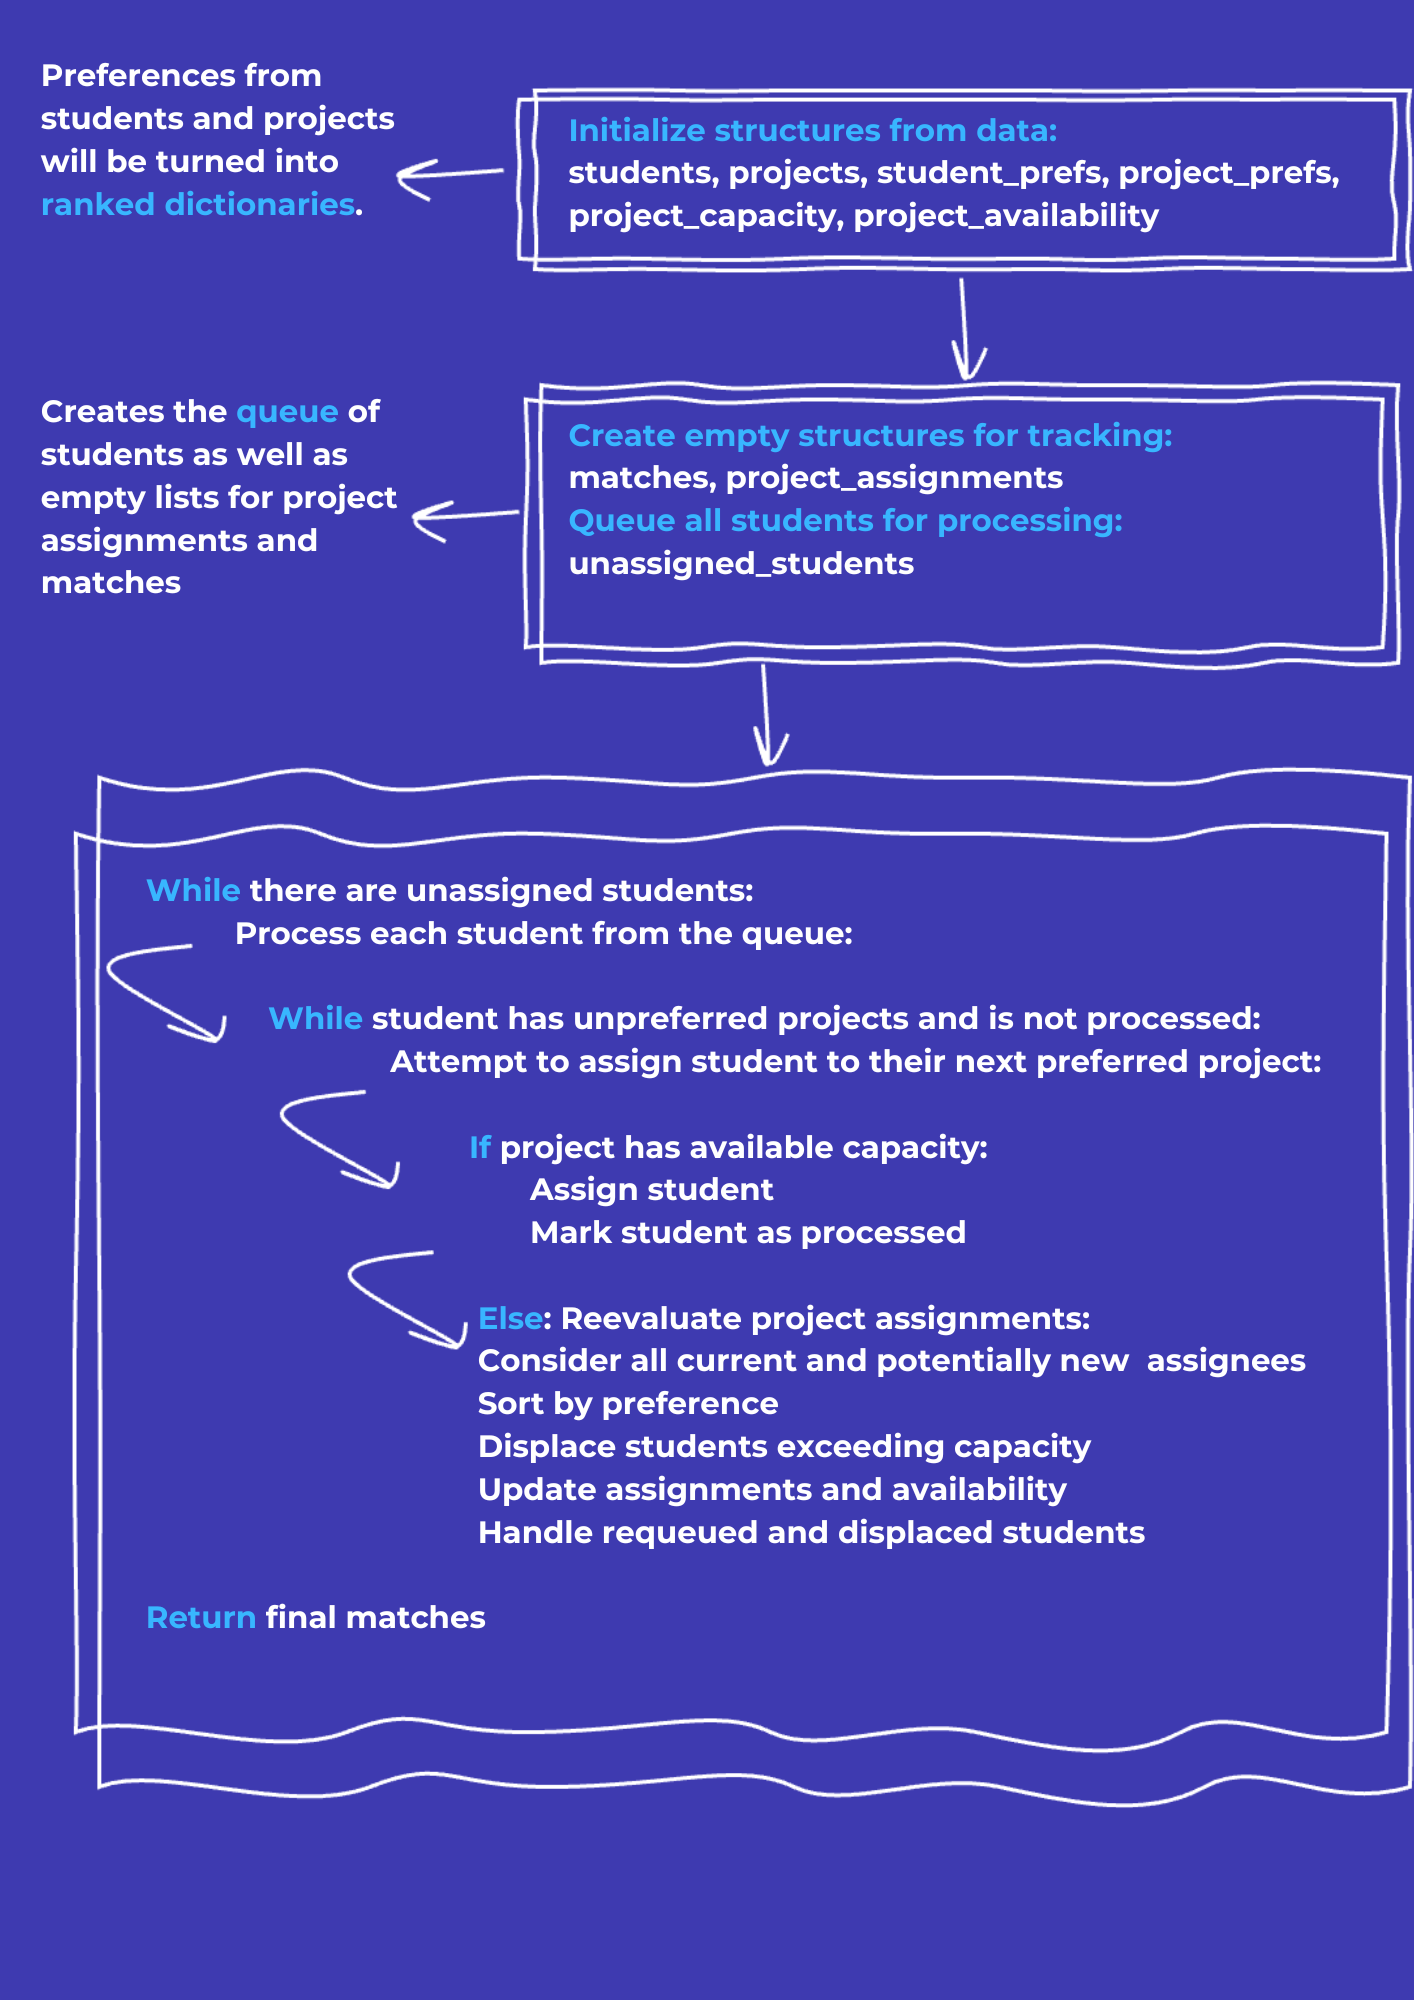 Preferences from
students and projects
will be turned into
ranked dictionaries.
Initialize structures from data:
students, projects, student_prefs, project_prefs,
project_capacity, project_availability
Creates the queue of
students as well as
empty lists for project
assignments and
matches
Create empty structures for tracking:
matches, project_assignments
Queue all students for processing:
unassigned_students
While there are unassigned students:
Process each student from the queue:
While student has unpreferred projects and is not processed:
Attempt to assign student to their next preferred project:
If project has available capacity:
Assign student
Mark student as processed
Else: Reevaluate project assignments:
Consider all current and potentially new  assignees
Sort by preference
Displace students exceeding capacity
Update assignments and availability
Handle requeued and displaced students
Return final matches